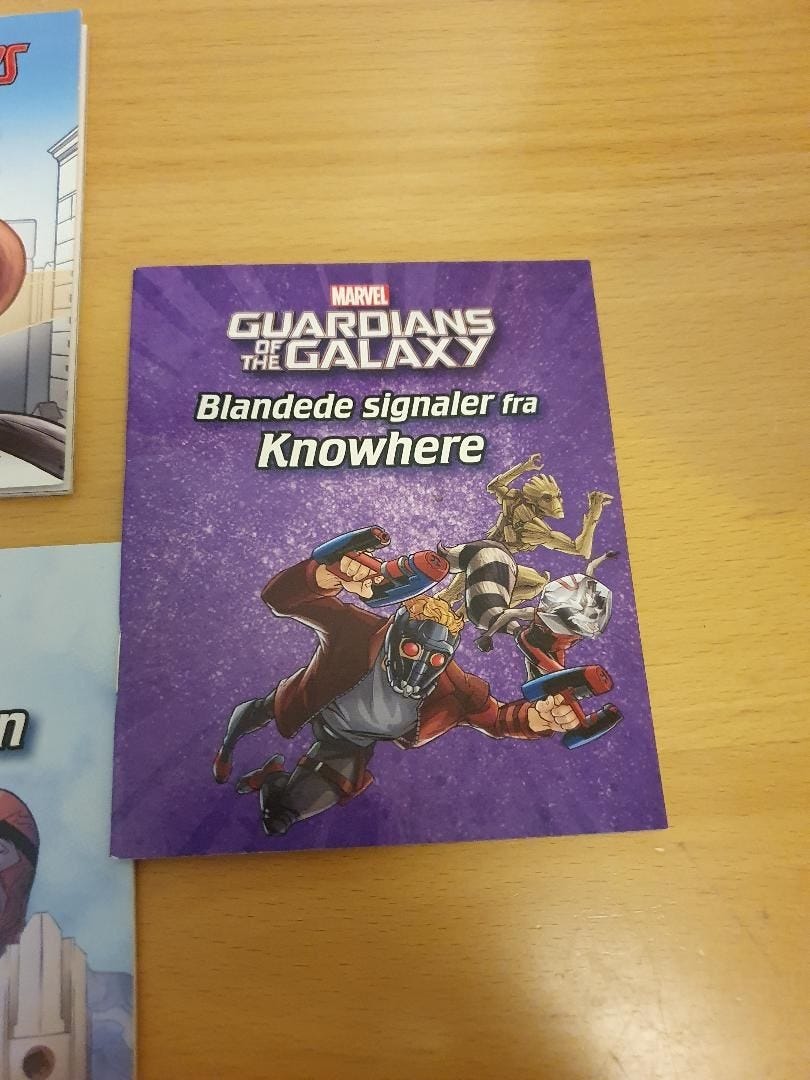 MARVEL
GUARDIANS
OF THE GALAXY
Blandede signaler fra
Knowhere